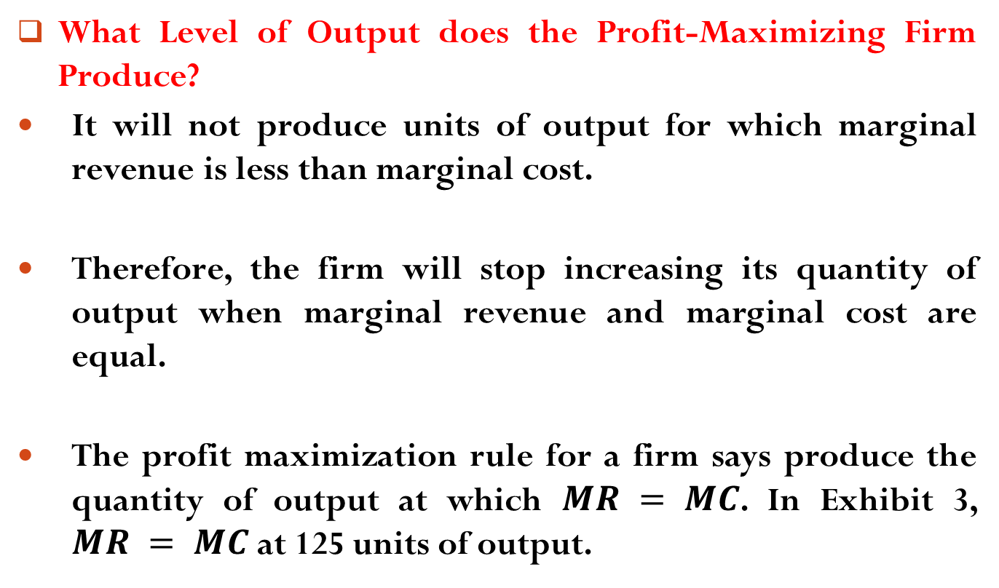 ❑ What Level of Output does the Profit-Maximizing Firm
Produce?
• It will not produce units of output for which marginal
revenue is less than marginal cost.
• Therefore, the firm will stop increasing its quantity of
output when marginal revenue and marginal cost are
equal.
• The profit maximization rule for a firm says produce the
quantity of output at which MR = MC. In Exhibit 3,
MR = MC at 125 units of output.